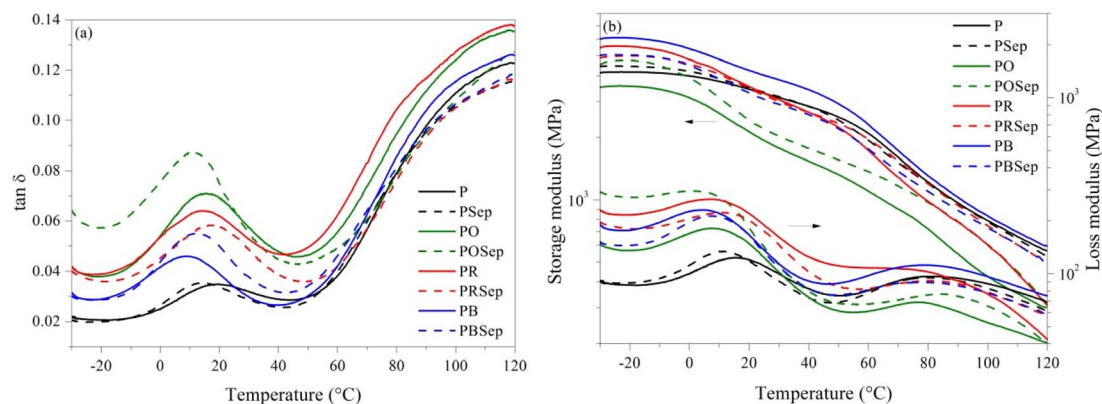 (a)
tan δ
0.14
0.12
0.10
0.08
0.06
0.04
0.02
-20 0 20 40 60 80 100 120
Temperature (°C)
P
PSep
PO
POSep
PR
PRSep
PB
PBSep
(b)
Storage modulus (MPa)
10³
-20 0 20 40 60 80 100 120
Temperature (°C)
10³
10²
Loss modulus (MPa)
P
PSep
PO
POSep
PR
PRSep
PB
PBSep